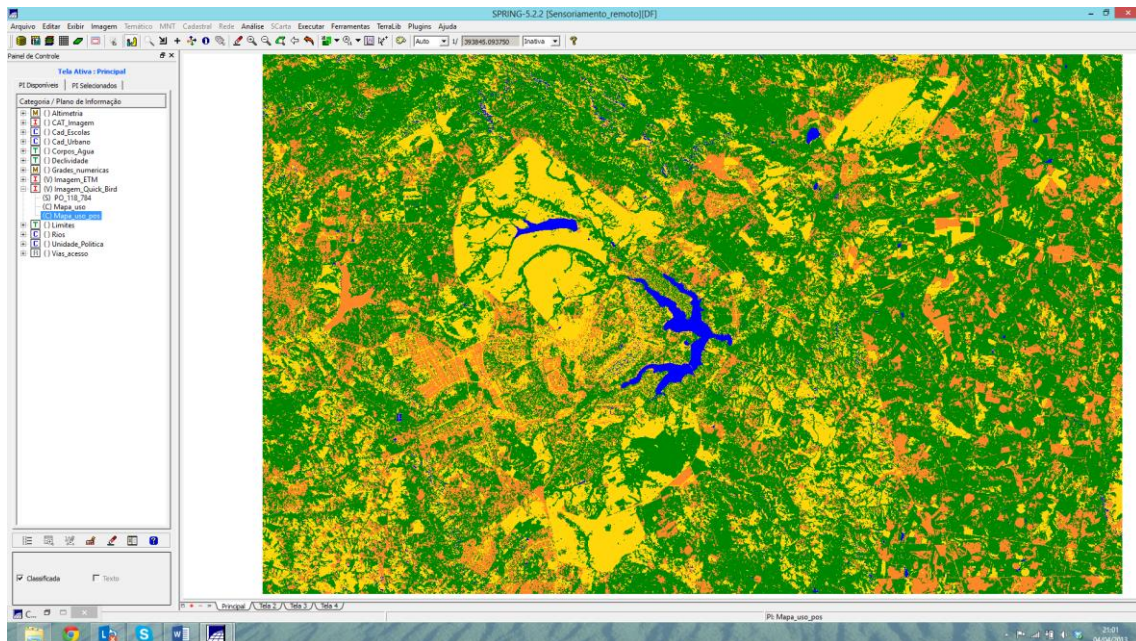 SPRING-5.2.2 [Sensoriamento_remoto][DF]
Arquivo Editar Exibir Imagem Temático MNT Cadastral Rede Análise SCarta Executar Ferramentas TerraLib Plugins Ajuda
Auto 1/ 393845.093750 Inativa
Painel de Controle
Tela Ativa : Principal
PI Disponíveis PI Selecionados
Categoria / Plano de Informação
M () Altimetria
I () CAT_Imagem
C () Cad_Escolas
C () Cad_Urbano
T () Corpos_Agua
T () Declividade
M () Grades_numericas
I (V) Imagem_ETM
I (V) Imagem_Quick_Bird
(S) PO_118_784
(C) Mapa_uso
(C) Mapa_uso_pos
T () Limites
C () Rios
C () Unidade_Politica
() Vias_acesso
Classificada Texto
C...
Principal Tela 2 Tela 3 Tela 4
PI: Mapa_uso_pos
21:01